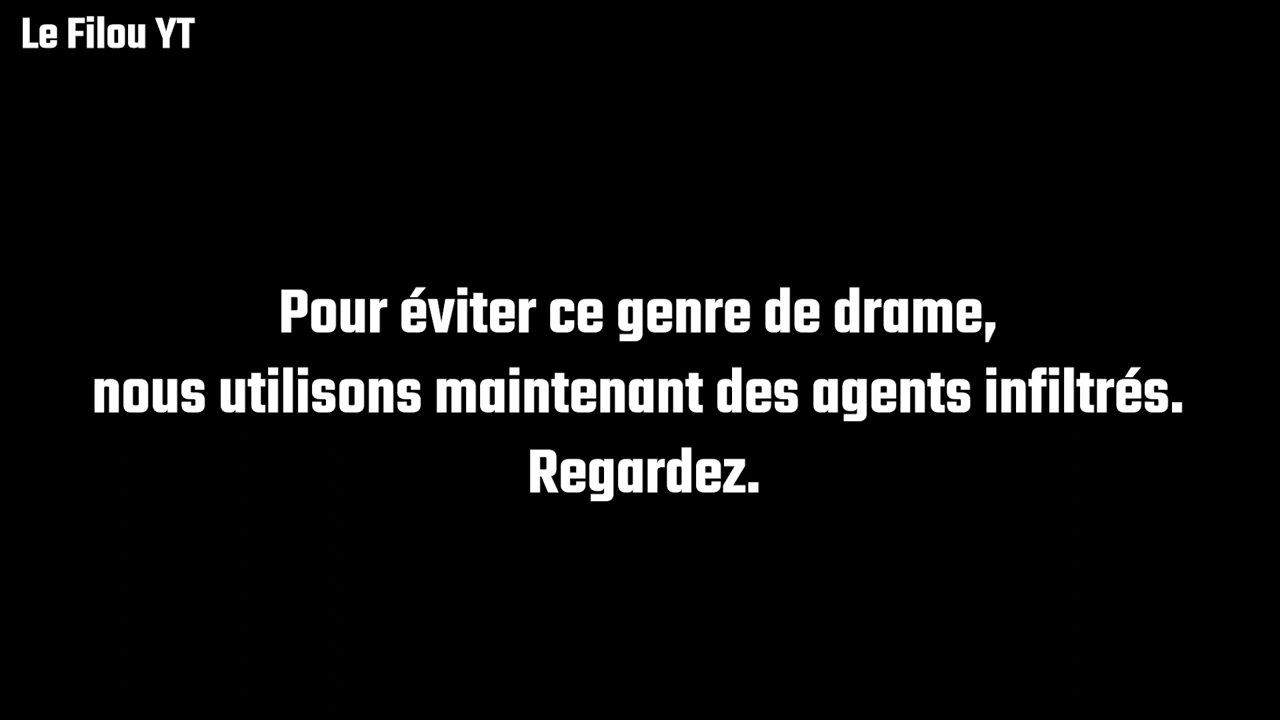 Le Filou YT
Pour éviter ce genre de drame,
nous utilisons maintenant des agents infiltrés.
Regardez.